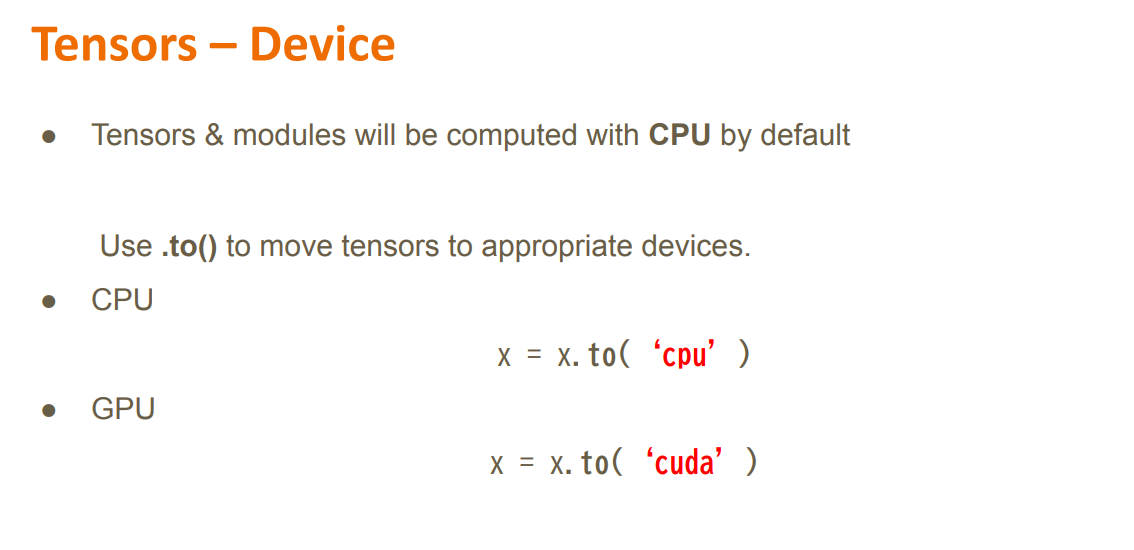 Tensors – Device
● Tensors & modules will be computed with CPU by default
Use .to() to move tensors to appropriate devices.
● CPU
x = x.to( ‘cpu’ )
● GPU
x = x.to( ‘cuda’ )